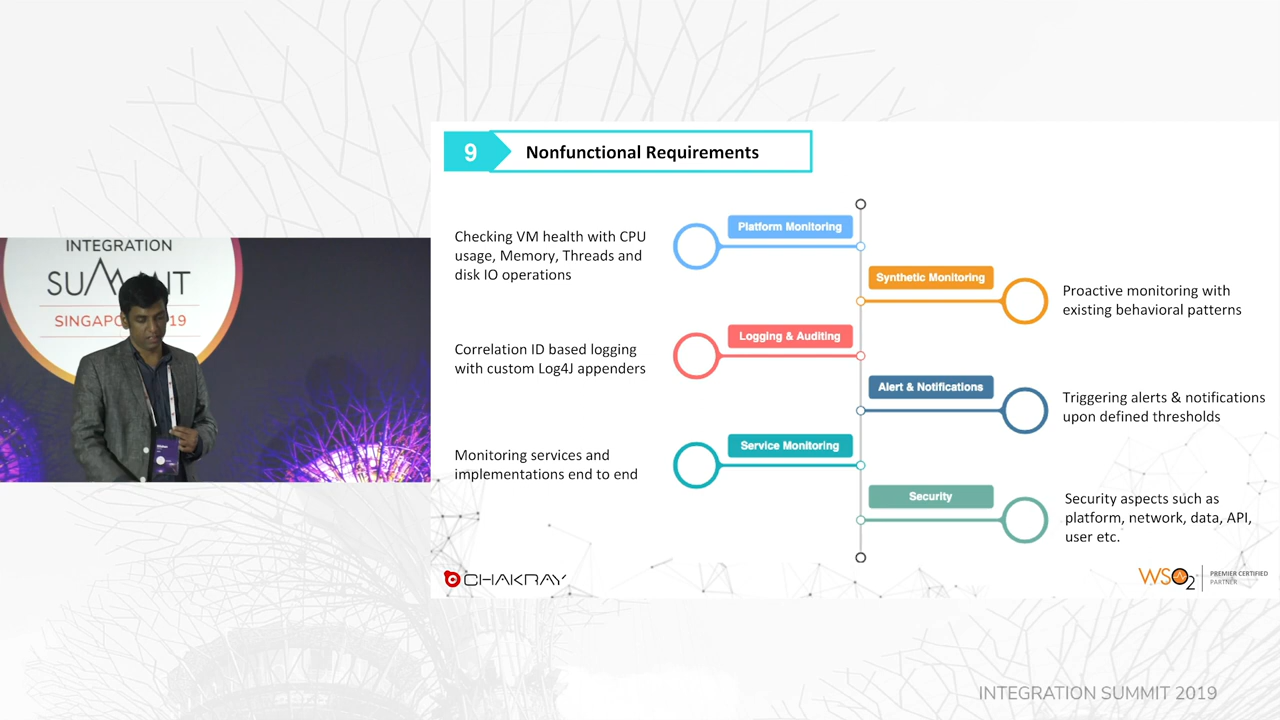 INTEGRATION
SUMMIT
9
Nonfunctional Requirements
Platform Monitoring
Checking VM health with CPU
usage, Memory, Threads and
disk IO operations
Synthetic Monitoring
Proactive monitoring with
existing behavioral patterns
Logging & Auditing
Correlation ID based logging
with custom Log4J appenders
Alert & Notifications
Triggering alerts & notifications
upon defined thresholds
Service Monitoring
Monitoring services and
implementations end to end
Security
Security aspects such as
platform, network, data, API,
user etc.
CHAKRAY
WSO2
PREMIER CERTIFIED
PARTNER
INTEGRATION SUMMIT 2019